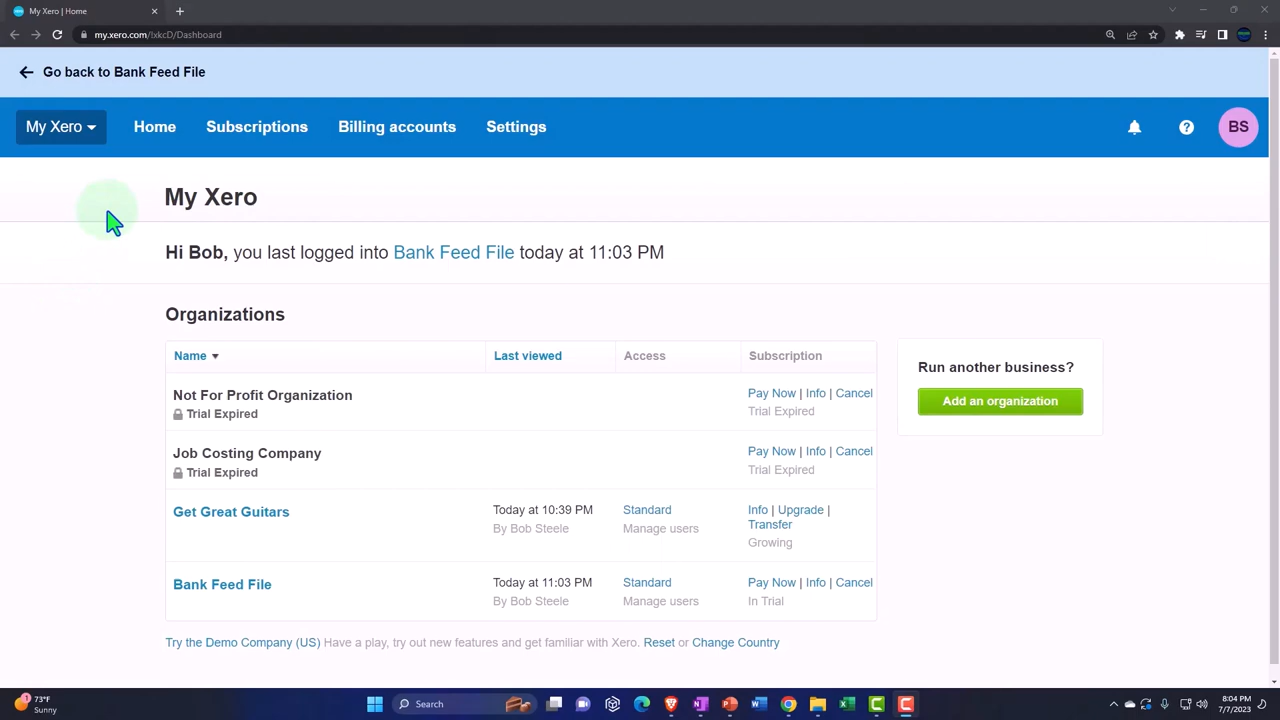 My Xero | Home
my.xero.com/!xkcD/Dashboard
Go back to Bank Feed File
My Xero
Home
Subscriptions
Billing accounts
Settings
BS
My Xero
Hi Bob, you last logged into Bank Feed File today at 11:03 PM
Organizations
Name
Last viewed
Access
Subscription
Not For Profit Organization
Trial Expired
Pay Now | Info | Cancel
Trial Expired
Job Costing Company
Trial Expired
Pay Now | Info | Cancel
Trial Expired
Get Great Guitars
Today at 10:39 PM
By Bob Steele
Standard
Manage users
Info | Upgrade |
Transfer
Growing
Bank Feed File
Today at 11:03 PM
By Bob Steele
Standard
Manage users
Pay Now | Info | Cancel
In Trial
Run another business?
Add an organization
Try the Demo Company (US) Have a play, try out new features and get familiar with Xero. Reset or Change Country
73°F
Sunny
Search
8:04 PM
7/7/2023